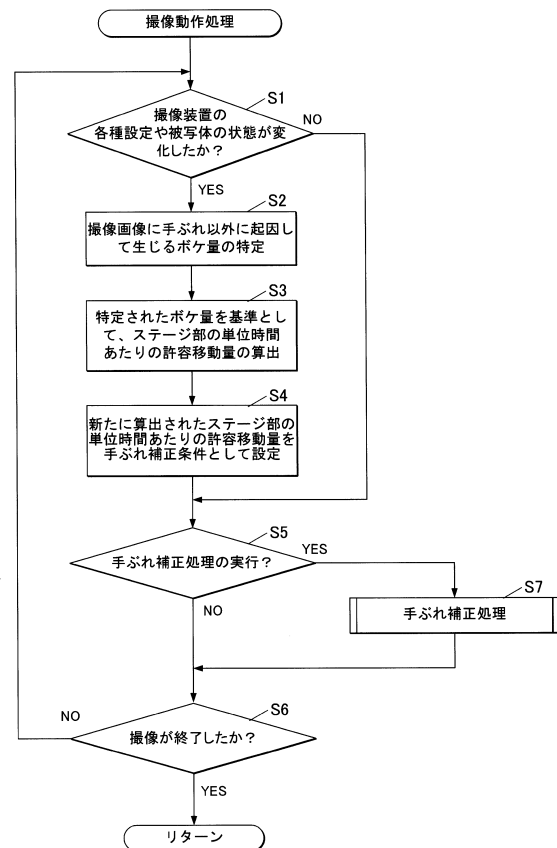 撮像動作処理
S1
撮像装置の
各種設定や被写体の状態が変
化したか？
NO
YES
S2
撮像画像に手ぶれ以外に起因し
て生じるボケ量の特定
S3
特定されたボケ量を基準とし
て、ステージ部の単位時間
あたりの許容移動量の算出
S4
新たに算出されたステージ部の
単位時間あたりの許容移動量を
手ぶれ補正条件として設定
S5
手ぶれ補正処理の実行？
YES
NO
S7
手ぶれ補正処理
S6
撮像が終了したか？
NO
YES
リターン